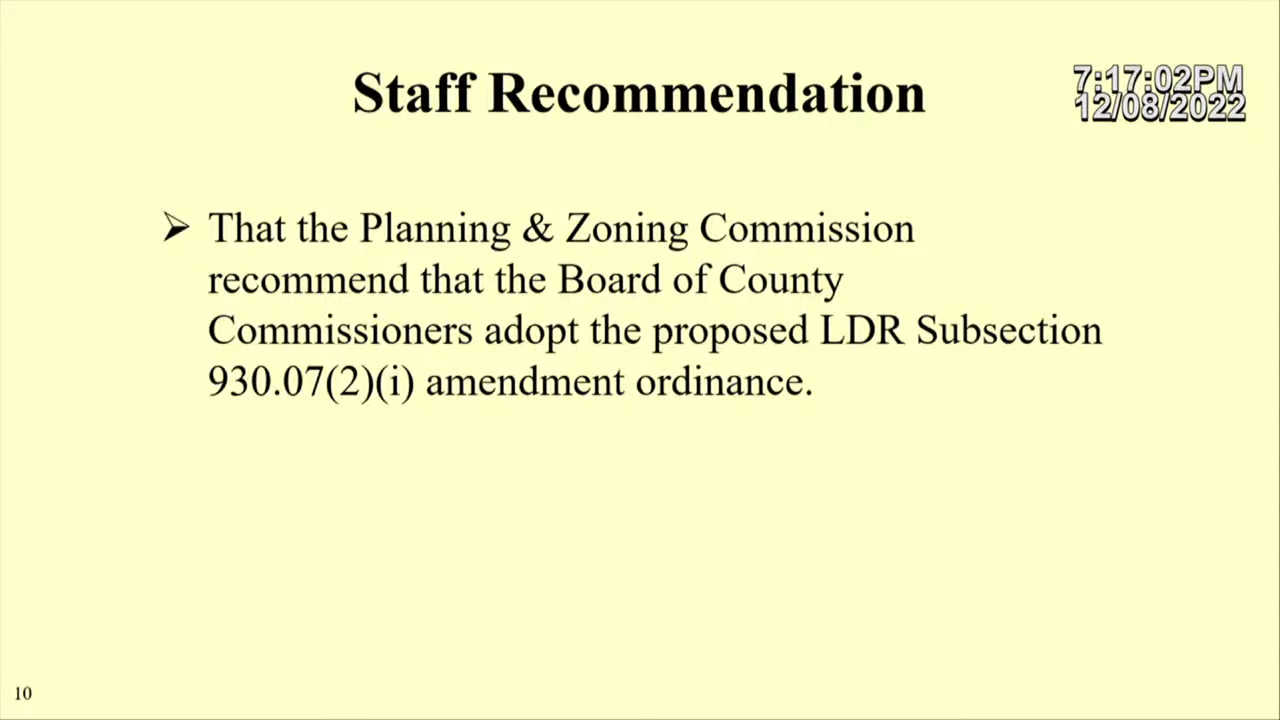 Staff Recommendation
7:17:02PM
12/08/2022
➢ That the Planning & Zoning Commission
recommend that the Board of County
Commissioners adopt the proposed LDR Subsection
930.07(2)(i) amendment ordinance.
10